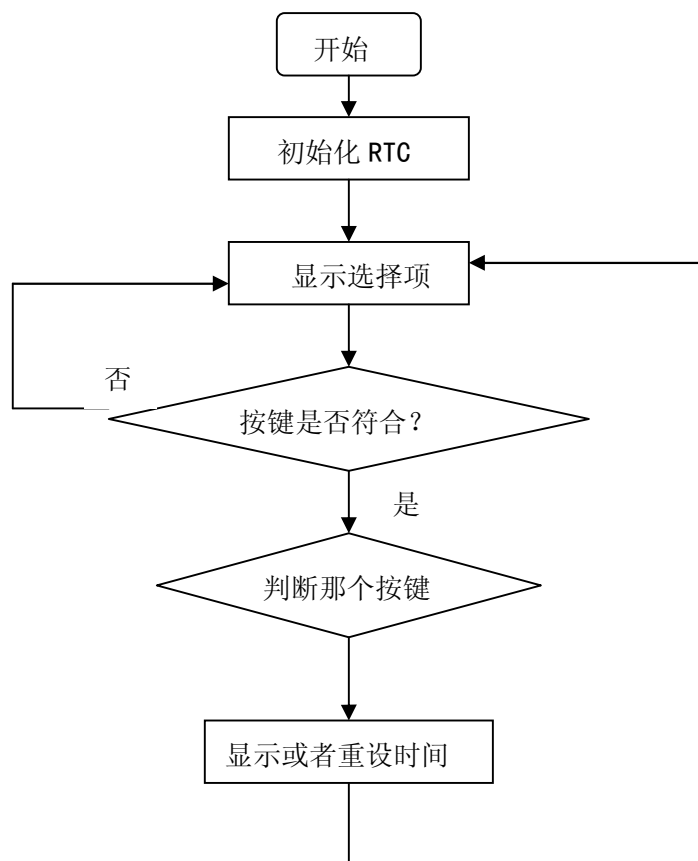 开始
初始化 RTC
显示选择项
否
按键是否符合？
是
判断那个按键
显示或者重设时间